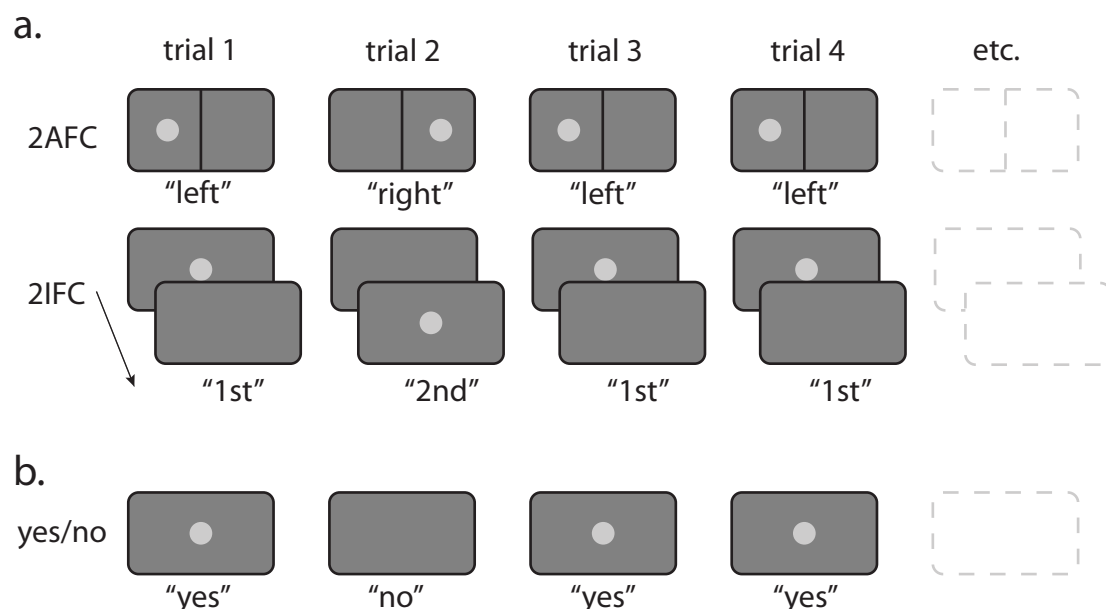 a.
trial 1 trial 2 trial 3 trial 4 etc.
2AFC
“left” “right” “left” “left”
2IFC
“1st” “2nd” “1st” “1st”
b.
yes/no
“yes” “no” “yes” “yes”